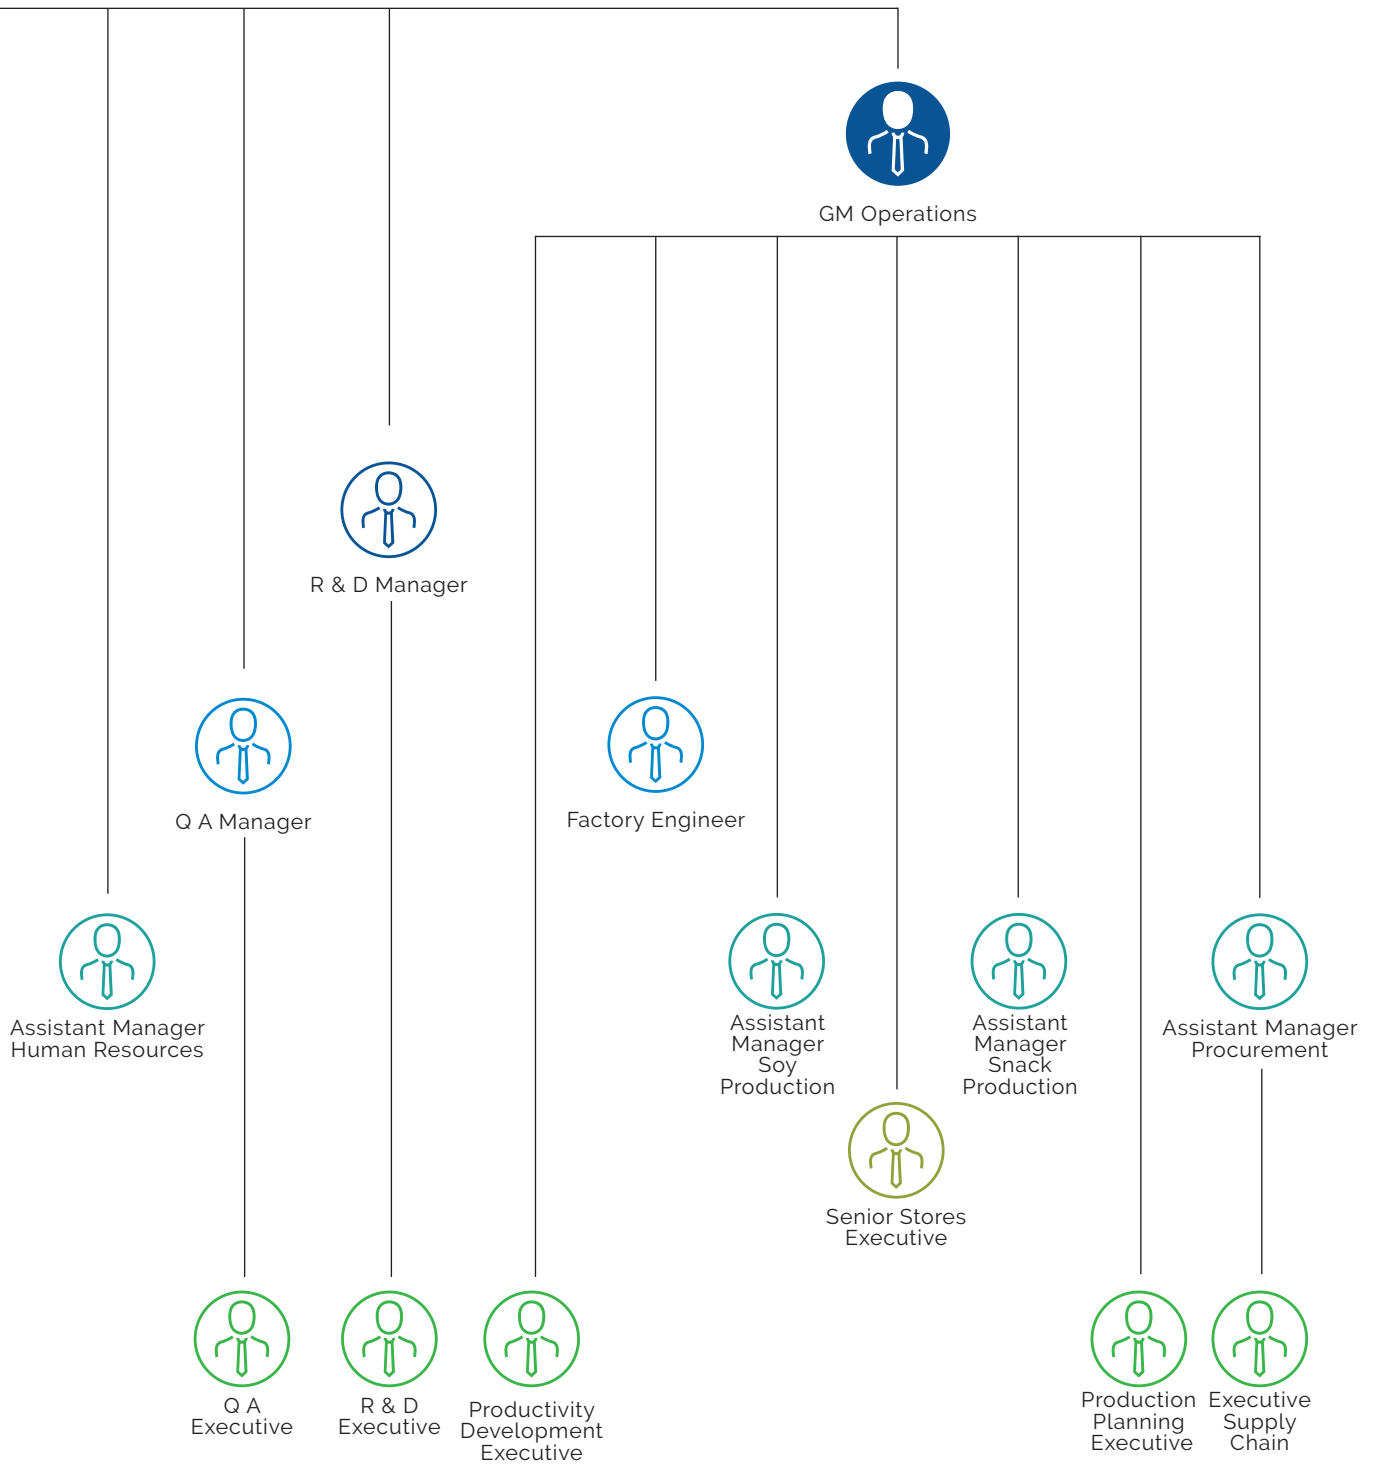 GM Operations
R & D Manager
Q A Manager
Factory Engineer
Assistant Manager
Human Resources
Assistant
Manager
Soy
Production
Assistant
Manager
Snack
Production
Assistant Manager
Procurement
Senior Stores
Executive
Q A
Executive
R & D
Executive
Productivity
Development
Executive
Production
Planning
Executive
Executive
Supply
Chain